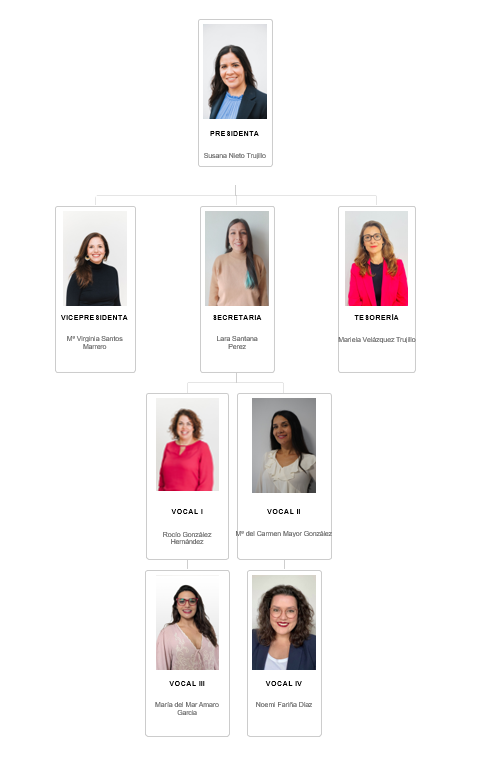 PRESIDENTA
Susana Nieto Trujillo
VICEPRESIDENTA
Mª Virginia Santos
Marrero
SECRETARIA
Lara Santana
Perez
TESORERÍA
Mariela Velázquez Trujillo
VOCAL I
Rocío González
Hernández
VOCAL II
Mª del Carmen Mayor González
VOCAL III
María del Mar Amaro
García
VOCAL IV
Noemi Fariña Díaz